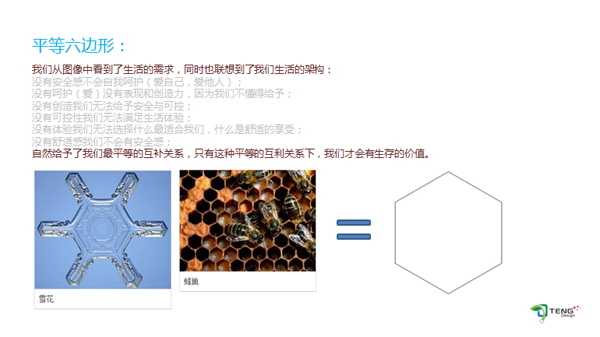 平等六边形：
我们从图像中看到了生活的需求，同时也联想到了我们生活的架构：
没有安全感不会自我呵护（爱自己，爱他人）；
没有呵护（爱）没有表现和创造力，因为我们不懂得给予；
没有创造我们无法给予安全与可控；
没有可控性我们无法满足生活体验；
没有体验我们无法选择什么最适合我们，什么是舒适的享受；
没有舒适感我们不会有安全感；
自然给予了我们最平等的互补关系，只有这种平等的互利关系下，我们才会有生存的价值。
雪花
蜂巢
TENG
Design